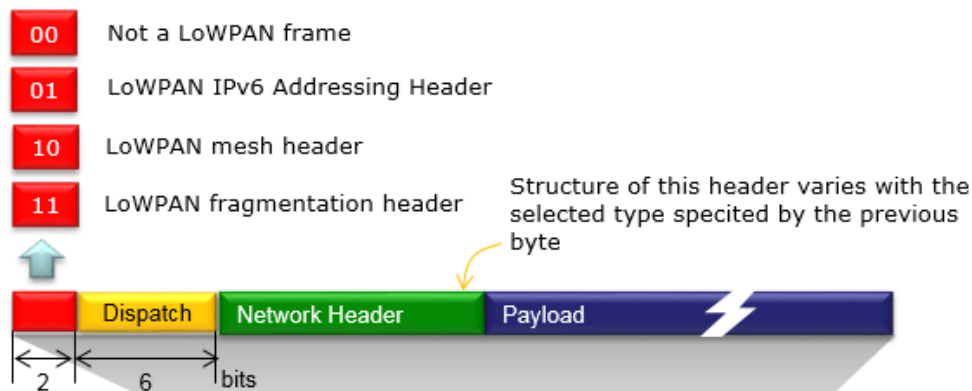 00 Not a LoWPAN frame
01 LoWPAN IPv6 Addressing Header
10 LoWPAN mesh header
11 LoWPAN fragmentation header
Structure of this header varies with the
selected type specited by the previous
byte
Dispatch Network Header Payload
2 6 bits